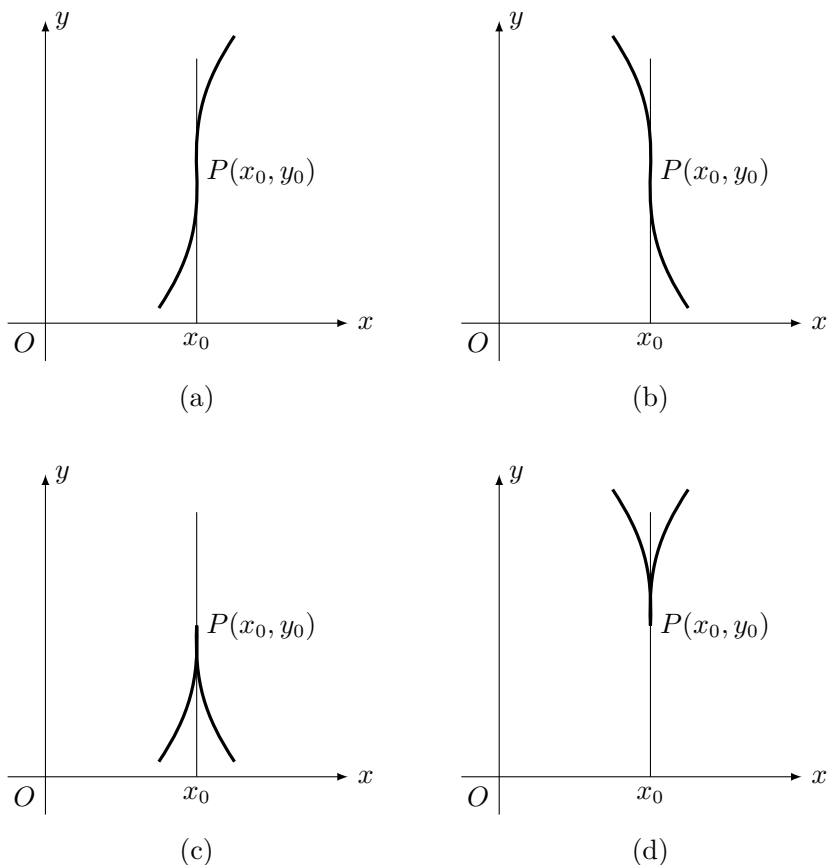 y
P(x₀, y₀)
x
O
x₀
(a)
y
P(x₀, y₀)
x
O
x₀
(b)
y
P(x₀, y₀)
x
O
x₀
(c)
y
P(x₀, y₀)
x
O
x₀
(d)